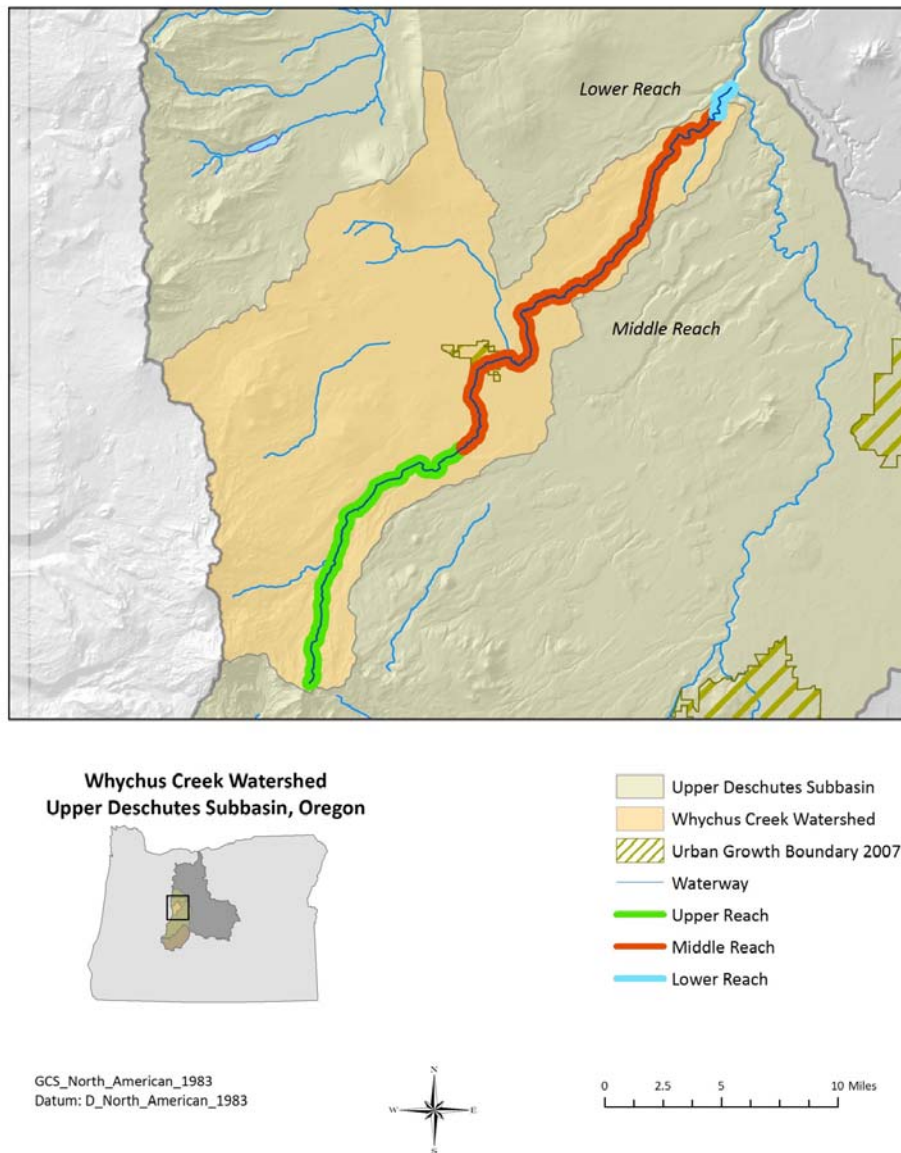 Lower Reach
Middle Reach
Whychus Creek Watershed
Upper Deschutes Subbasin, Oregon
Upper Deschutes Subbasin
Whychus Creek Watershed
Urban Growth Boundary 2007
Waterway
Upper Reach
Middle Reach
Lower Reach
GCS_North_American_1983
Datum: D_North_American_1983
N
W E
S
0 2.5 5 10 Miles